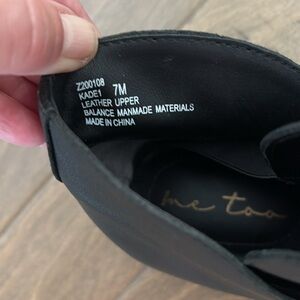 Z200108
KADE1 7M
LEATHER UPPER
BALANCE MANMADE MATERIALS
MADE IN CHINA
me too